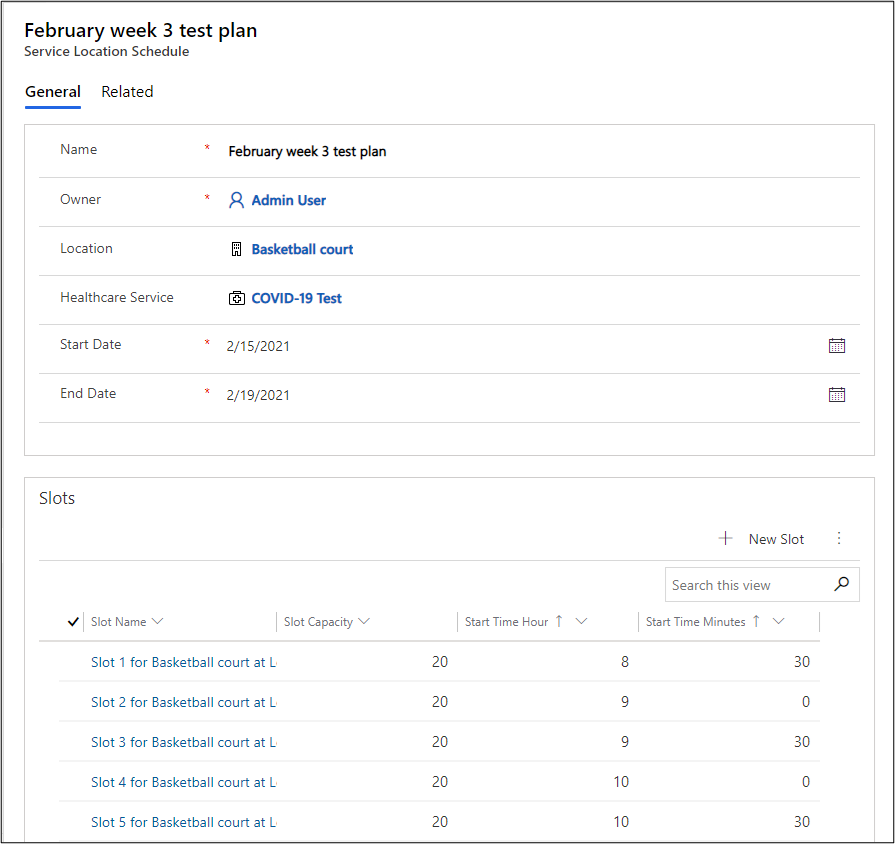 February week 3 test plan
Service Location Schedule
General Related
Name * February week 3 test plan
Owner * Admin User
Location Basketball court
Healthcare Service COVID-19 Test
Start Date * 2/15/2021
End Date * 2/19/2021
Slots
New Slot
Search this view
Slot Name Slot Capacity Start Time Hour ↑ Start Time Minutes ↑
Slot 1 for Basketball court at 20 8 30
Slot 2 for Basketball court at 20 9 0
Slot 3 for Basketball court at 20 9 30
Slot 4 for Basketball court at 20 10 0
Slot 5 for Basketball court at 20 10 30